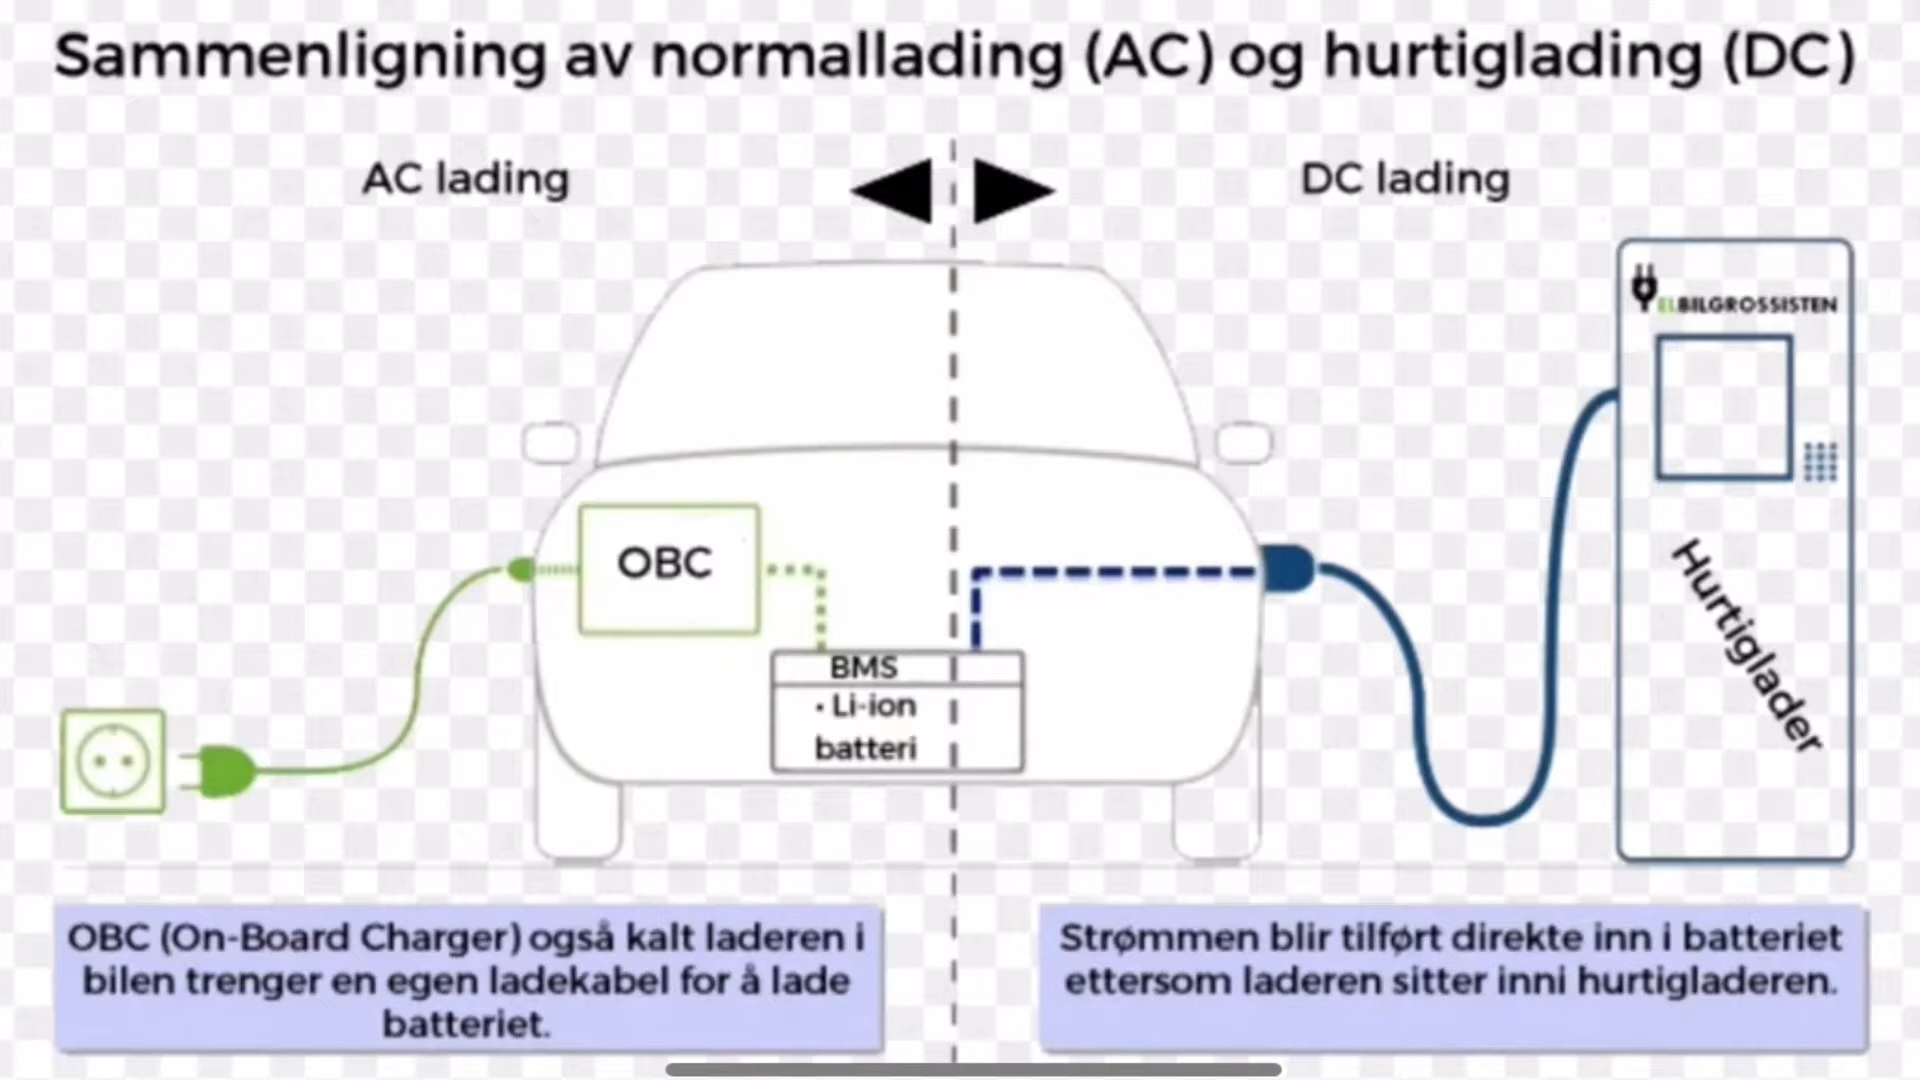 Sammenligning av normallading (AC) og hurtiglading (DC)
AC lading
DC lading
ELBILGROSSISTEN
OBC
BMS
• Li-ion
batteri
Hurtiglader
OBC (On-Board Charger) også kalt laderen i
bilen trenger en egen ladekabel for å lade
batteriet.
Strømmen blir tilført direkte inn i batteriet
ettersom laderen sitter inni hurtigladeren.